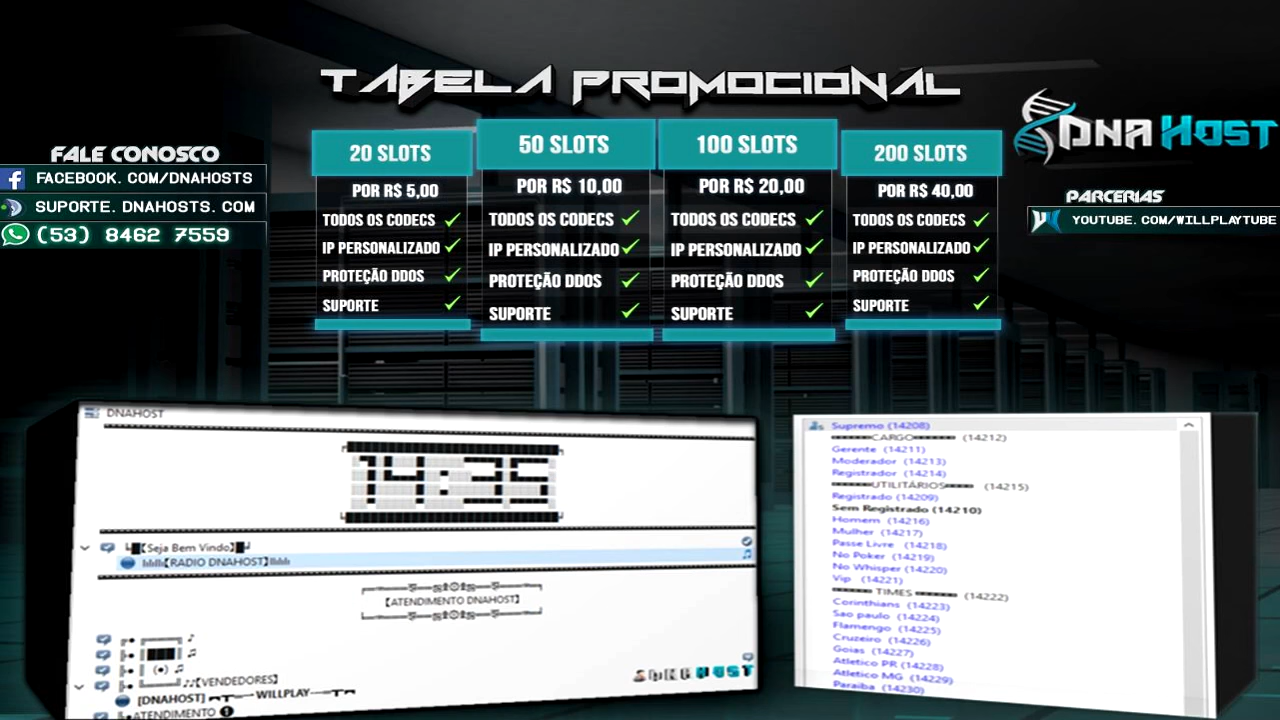 TABELA PROMOCIONAL
DNA HOST
FALE CONOSCO
FACEBOOK. COM/DNAHOSTS
SUPORTE. DNAHOSTS. COM
(53) 8462 7559
20 SLOTS
POR R$ 5,00
TODOS OS CODECS
IP PERSONALIZADO
PROTEÇÃO DDOS
SUPORTE
50 SLOTS
POR R$ 10,00
TODOS OS CODECS
IP PERSONALIZADO
PROTEÇÃO DDOS
SUPORTE
100 SLOTS
POR R$ 20,00
TODOS OS CODECS
IP PERSONALIZADO
PROTEÇÃO DDOS
SUPORTE
200 SLOTS
POR R$ 40,00
TODOS OS CODECS
IP PERSONALIZADO
PROTEÇÃO DDOS
SUPORTE
PARCERIAS
YOUTUBE.COM/WILLPLAYTUBE
DNAHOST
14:35
【Seja Bem Vindo】
【RADIO DNAHOST】
【ATENDIMENTO DNAHOST】
【VENDEDORES】
[DNAHOST] WILLPLAY
ATENDIMENTO ❶
DNA HOST
Supremo (14208)
CARGO (14212)
Gerente (14211)
Moderador (14213)
Registrador (14214)
UTILITÁRIOS (14215)
Registrado (14209)
Sem Registrado (14210)
Homem (14216)
Mulher (14217)
Passe Livre (14218)
No Poker (14219)
No Whisper (14220)
Vip (14221)
TIMES (14222)
Corinthians (14223)
Sao paulo (14224)
Flamengo (14225)
Cruzeiro (14226)
Goias (14227)
Atletico PR (14228)
Atletico MG (14229)
Paraiba (14230)